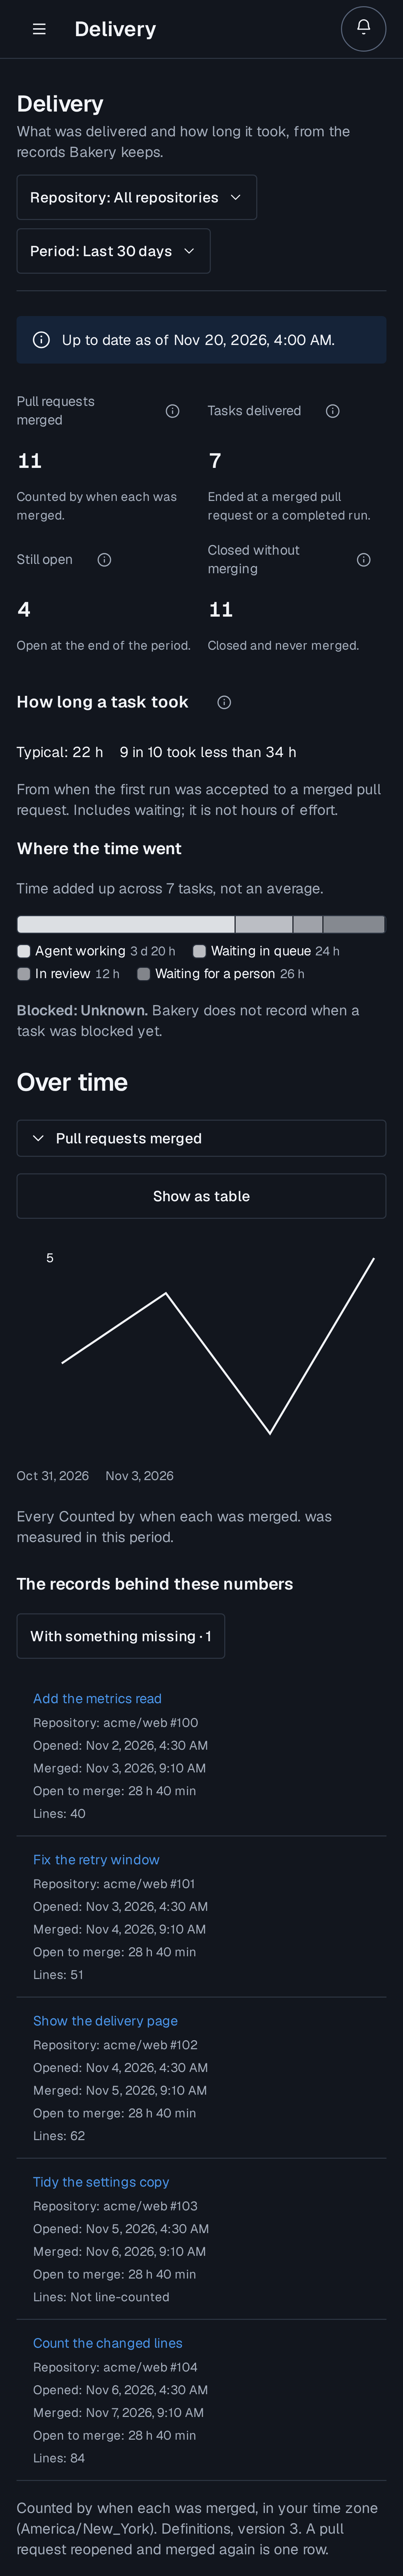 Delivery
Delivery
What was delivered and how long it took, from the
records Bakery keeps.
Repository: All repositories
Period: Last 30 days
Up to date as of Nov 20, 2026, 4:00 AM.
Pull requests
merged
Tasks delivered
11
7
Counted by when each was
merged.
Ended at a merged pull
request or a completed run.
Still open
Closed without
merging
4
11
Open at the end of the period.
Closed and never merged.
How long a task took
Typical: 22 h 9 in 10 took less than 34 h
From when the first run was accepted to a merged pull
request. Includes waiting; it is not hours of effort.
Where the time went
Time added up across 7 tasks, not an average.
Agent working 3 d 20 h Waiting in queue 24 h
In review 12 h Waiting for a person 26 h
Blocked: Unknown. Bakery does not record when a
task was blocked yet.
Over time
Pull requests merged
Show as table
5
Oct 31, 2026 Nov 3, 2026
Every Counted by when each was merged. was
measured in this period.
The records behind these numbers
With something missing · 1
Add the metrics read
Repository: acme/web #100
Opened: Nov 2, 2026, 4:30 AM
Merged: Nov 3, 2026, 9:10 AM
Open to merge: 28 h 40 min
Lines: 40
Fix the retry window
Repository: acme/web #101
Opened: Nov 3, 2026, 4:30 AM
Merged: Nov 4, 2026, 9:10 AM
Open to merge: 28 h 40 min
Lines: 51
Show the delivery page
Repository: acme/web #102
Opened: Nov 4, 2026, 4:30 AM
Merged: Nov 5, 2026, 9:10 AM
Open to merge: 28 h 40 min
Lines: 62
Tidy the settings copy
Repository: acme/web #103
Opened: Nov 5, 2026, 4:30 AM
Merged: Nov 6, 2026, 9:10 AM
Open to merge: 28 h 40 min
Lines: Not line-counted
Count the changed lines
Repository: acme/web #104
Opened: Nov 6, 2026, 4:30 AM
Merged: Nov 7, 2026, 9:10 AM
Open to merge: 28 h 40 min
Lines: 84
Counted by when each was merged, in your time zone
(America/New_York). Definitions, version 3. A pull
request reopened and merged again is one row.